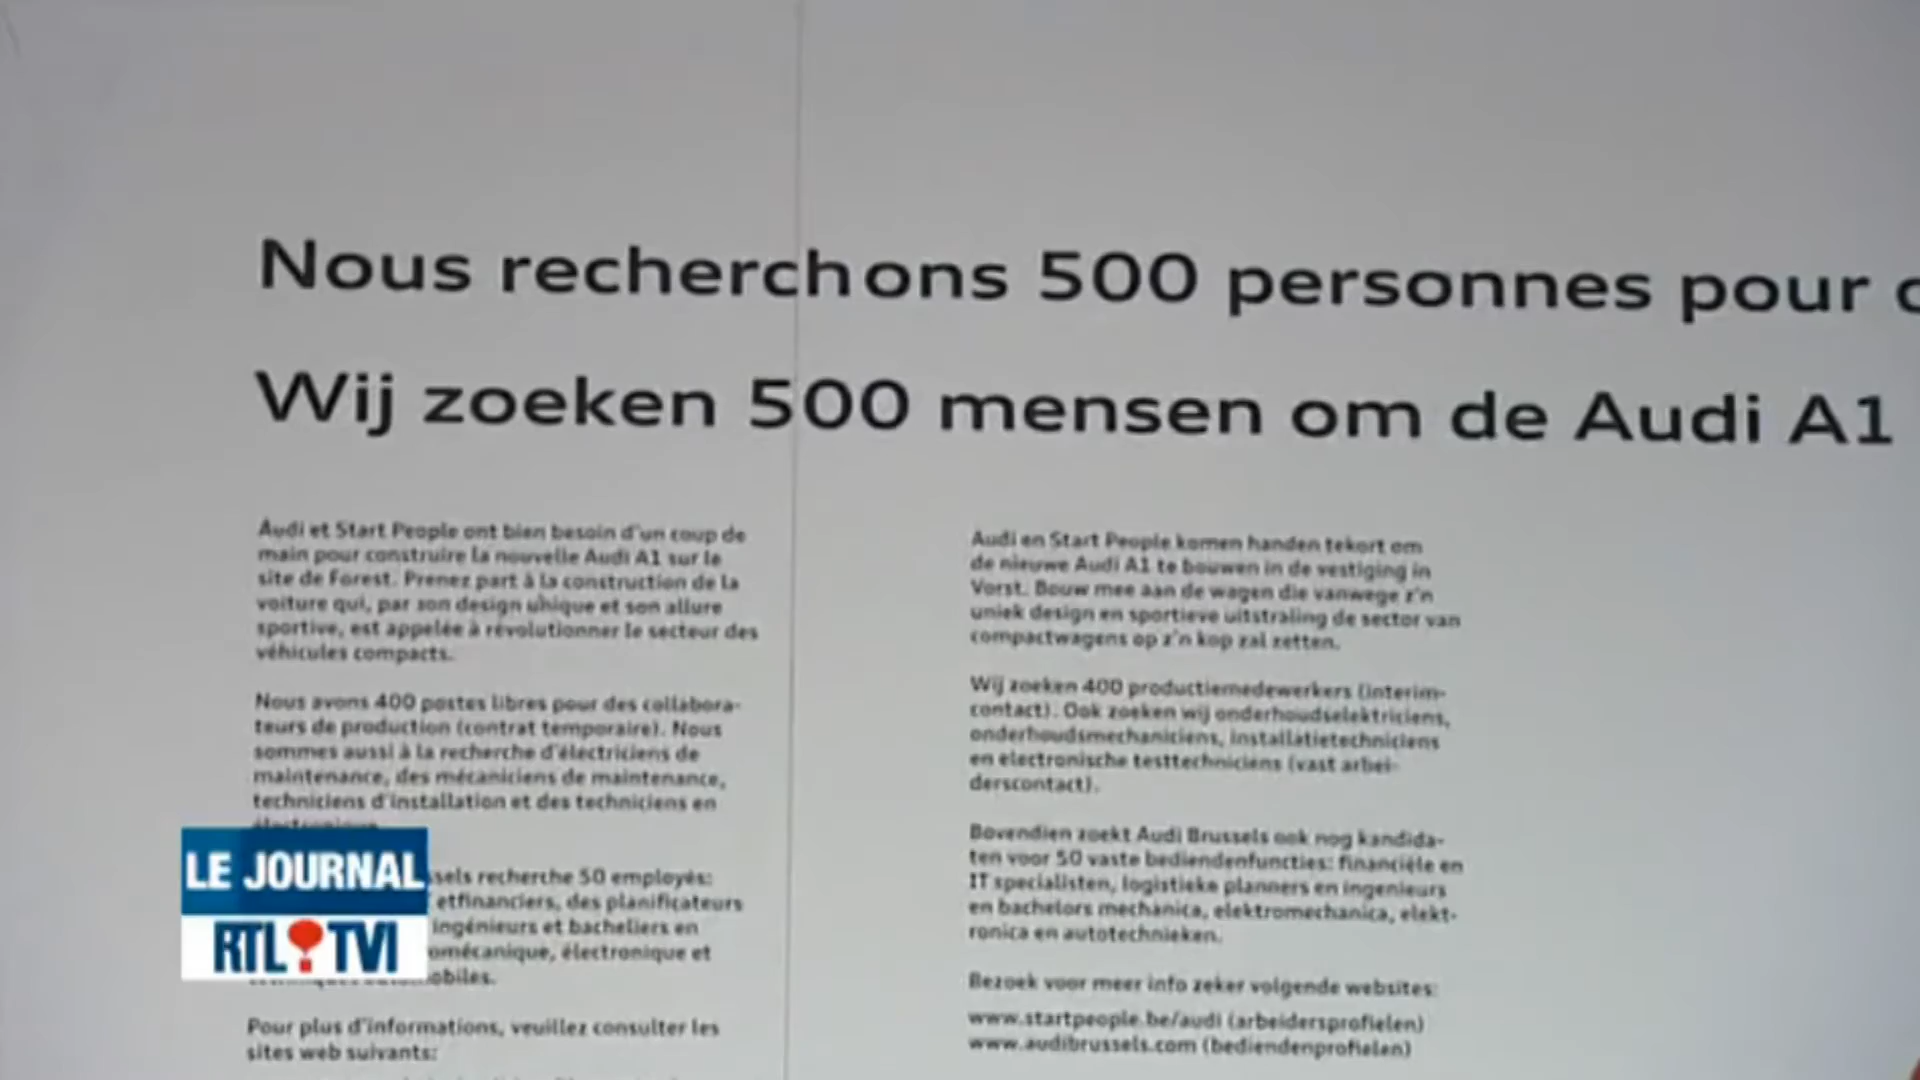 Nous recherchons 500 personnes pour
Wij zoeken 500 mensen om de Audi A1
Audi et Start People ont bien besoin d'un coup de
main pour construire la nouvelle Audi A1 sur le
site de Forest. Prenez part à la construction de la
voiture qui, par son design unique et son allure
sportive, est appelée à révolutionner le secteur des
véhicules compacts.
Nous avons 400 postes libres pour des collabora-
teurs de production (contrat temporaire). Nous
sommes aussi à la recherche d'électriciens de
maintenance, des mécaniciens de maintenance,
techniciens d'installation et des techniciens en
sels recherche 50 employés:
etfinanciers, des planificateurs
ingénieurs et bacheliers en
omécanique, électronique et
obiles.
Pour plus d'informations, veuillez consulter les
sites web suivants:
Audi en Start People komen handen tekort om
de nieuwe Audi A1 te bouwen in de vestiging in
Vorst. Bouw mee aan de wagen die vanwege z'n
uniek design en sportieve uitstraling de sector van
compactwagens op z'n kop zal zetten.
Wij zoeken 400 productiemedewerkers (interim-
contact). Ook zoeken wij onderhoudselektriciens,
onderhoudsmechaniciens, installatietechniciens
en electronische testtechniciens (vast arbei-
derscontact).
Bovendien zoekt Audi Brussels ook nog kandida-
ten voor 50 vaste bediendenfuncties: financiële en
IT specialisten, logistieke planners en ingenieurs
en bachelors mechanica, elektromechanica, elekt-
ronica en autotechnieken.
Bezoek voor meer info zeker volgende websites:
www.startpeople.be/audi (arbeidersprofielen)
www.audibrussels.com (bediendenprofielen)
LE JOURNAL
RTL TVI